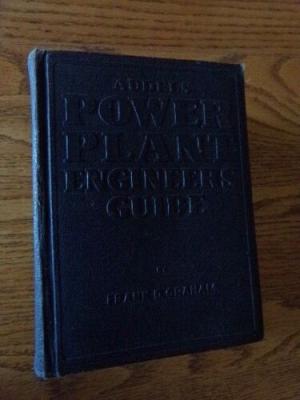 AUDELS
POWER
PLANT
ENGINEERS
GUIDE
BY
FRANK D. GRAHAM